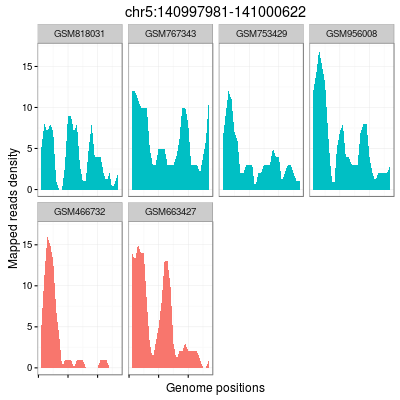 chr5:140997981-141000622
GSM818031 GSM767343 GSM753429 GSM956008
15
10
5
0
GSM466732 GSM663427
15
10
5
0
Mapped reads density
Genome positions